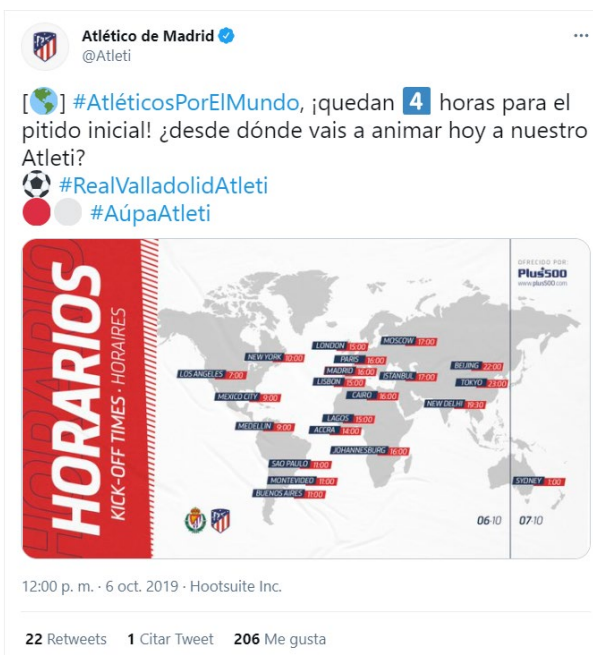 Atlético de Madrid
@Atleti
[🌎] #AtléticosPorElMundo, ¡quedan 4️⃣ horas para el
pitido inicial! ¿desde dónde vais a animar hoy a nuestro
Atleti?
⚽ #RealValladolidAtleti
🔴⚪ #AúpaAtleti
HORARIOS
KICK-OFF TIMES · HORAIRES
OFRECIDO POR:
Plus500
www.plus500.com
MOSCOW 17:00
LONDON 15:00
NEW YORK 10:00
PARIS 16:00
BEIJING 22:00
LOS ANGELES 7:00
MADRID 16:00
ISTANBUL 17:00
LISBON 15:00
TOKYO 23:00
MEXICO CITY 9:00
CAIRO 16:00
NEW DELHI 19:30
LAGOS 15:00
MEDELLÍN 9:00
ACCRA 14:00
JOHANNESBURG 16:00
SAO PAULO 11:00
MONTEVIDEO 11:00
SYDNEY 1:00
BUENOS AIRES 11:00
06·10 07·10
12:00 p. m. · 6 oct. 2019 · Hootsuite Inc.
22 Retweets 1 Citar Tweet 206 Me gusta